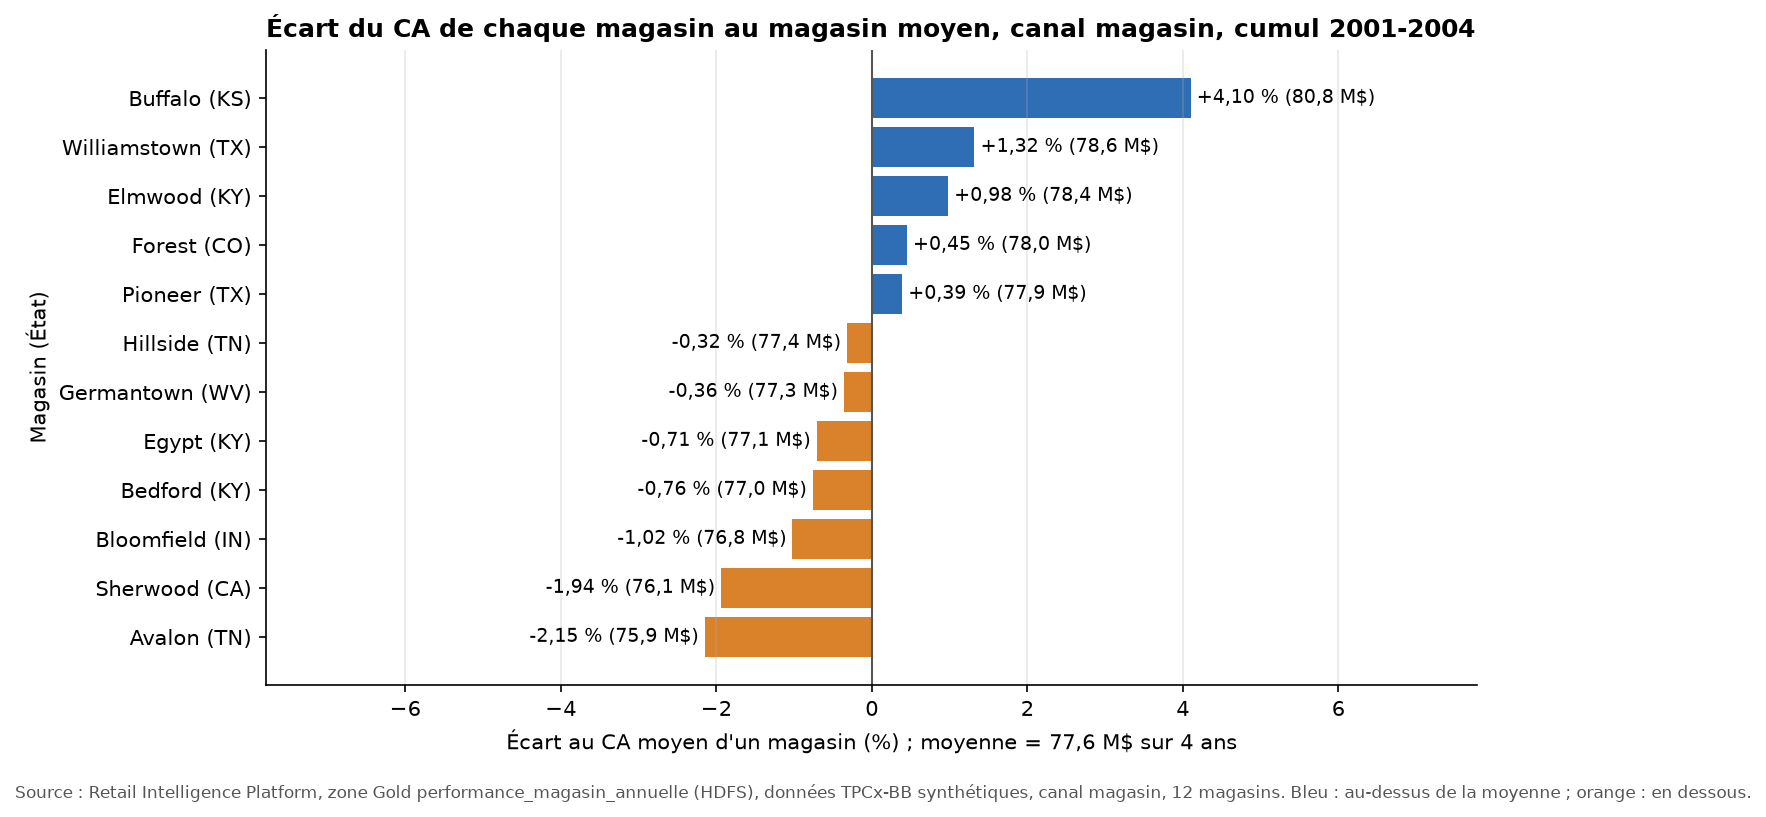 Écart du CA de chaque magasin au magasin moyen, canal magasin, cumul 2001-2004
Magasin (État)
Buffalo (KS) +4,10 % (80,8 M$)
Williamstown (TX) +1,32 % (78,6 M$)
Elmwood (KY) +0,98 % (78,4 M$)
Forest (CO) +0,45 % (78,0 M$)
Pioneer (TX) +0,39 % (77,9 M$)
Hillside (TN) -0,32 % (77,4 M$)
Germantown (WV) -0,36 % (77,3 M$)
Egypt (KY) -0,71 % (77,1 M$)
Bedford (KY) -0,76 % (77,0 M$)
Bloomfield (IN) -1,02 % (76,8 M$)
Sherwood (CA) -1,94 % (76,1 M$)
Avalon (TN) -2,15 % (75,9 M$)
−6 −4 −2 0 2 4 6
Écart au CA moyen d'un magasin (%) ; moyenne = 77,6 M$ sur 4 ans
Source : Retail Intelligence Platform, zone Gold performance_magasin_annuelle (HDFS), données TPCx-BB synthétiques, canal magasin, 12 magasins. Bleu : au-dessus de la moyenne ; orange : en dessous.